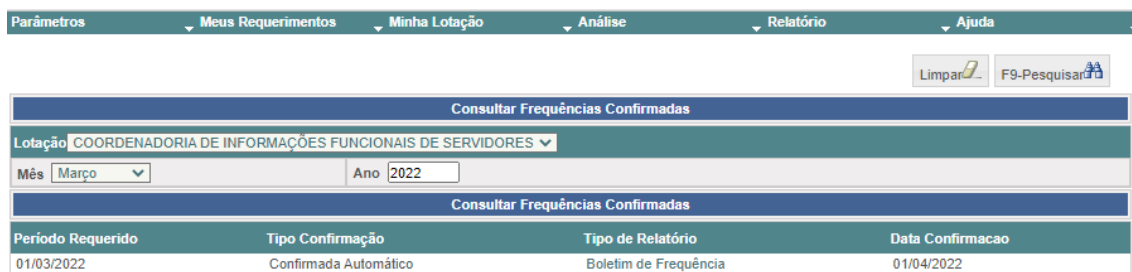 Parâmetros Meus Requerimentos Minha Lotação Análise Relatório Ajuda
Limpar F9-Pesquisar
Consultar Frequências Confirmadas
Lotação COORDENADORIA DE INFORMAÇÕES FUNCIONAIS DE SERVIDORES
Mês Março Ano 2022
Consultar Frequências Confirmadas
Período Requerido Tipo Confirmação Tipo de Relatório Data Confirmacao
01/03/2022 Confirmada Automático Boletim de Frequência 01/04/2022